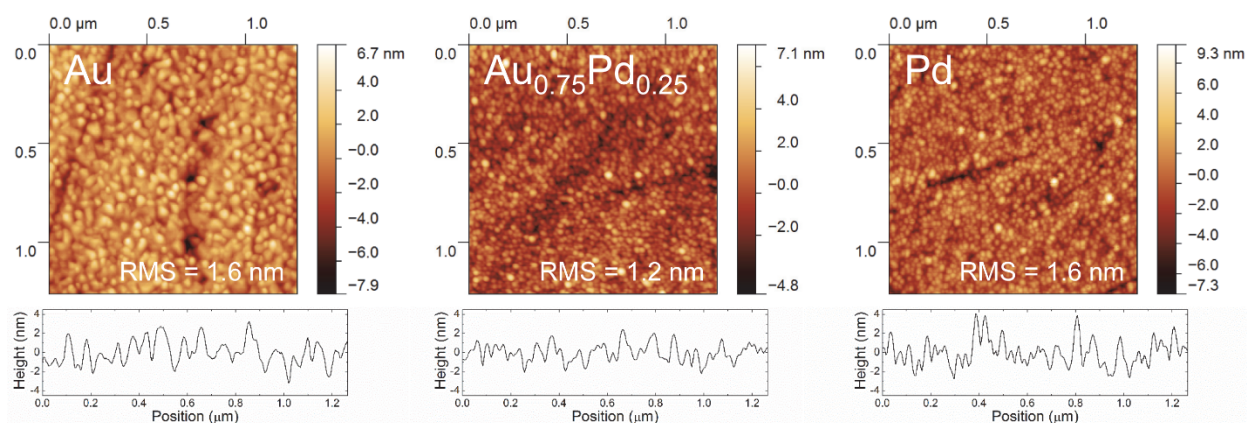 0.0 µm 0.5 1.0
0.0
0.5
1.0
Au
RMS = 1.6 nm
6.7 nm
4.0
2.0
0.0
−2.0
−4.0
−6.0
−7.9
0.0 µm 0.5 1.0
0.0
0.5
1.0
Au0.75Pd0.25
RMS = 1.2 nm
7.1 nm
4.0
2.0
−0.0
−2.0
−4.8
0.0 µm 0.5 1.0
0.0
0.5
1.0
Pd
RMS = 1.6 nm
9.3 nm
6.0
4.0
2.0
−0.0
−2.0
−4.0
−7.3
Height (nm)
4
2
0
-2
-4
0.0 0.2 0.4 0.6 0.8 1.0 1.2
Position (µm)
Height (nm)
4
2
0
-2
-4
0.0 0.2 0.4 0.6 0.8 1.0 1.2
Position (µm)
Height (nm)
4
2
0
-2
-4
0.0 0.2 0.4 0.6 0.8 1.0 1.2
Position (µm)